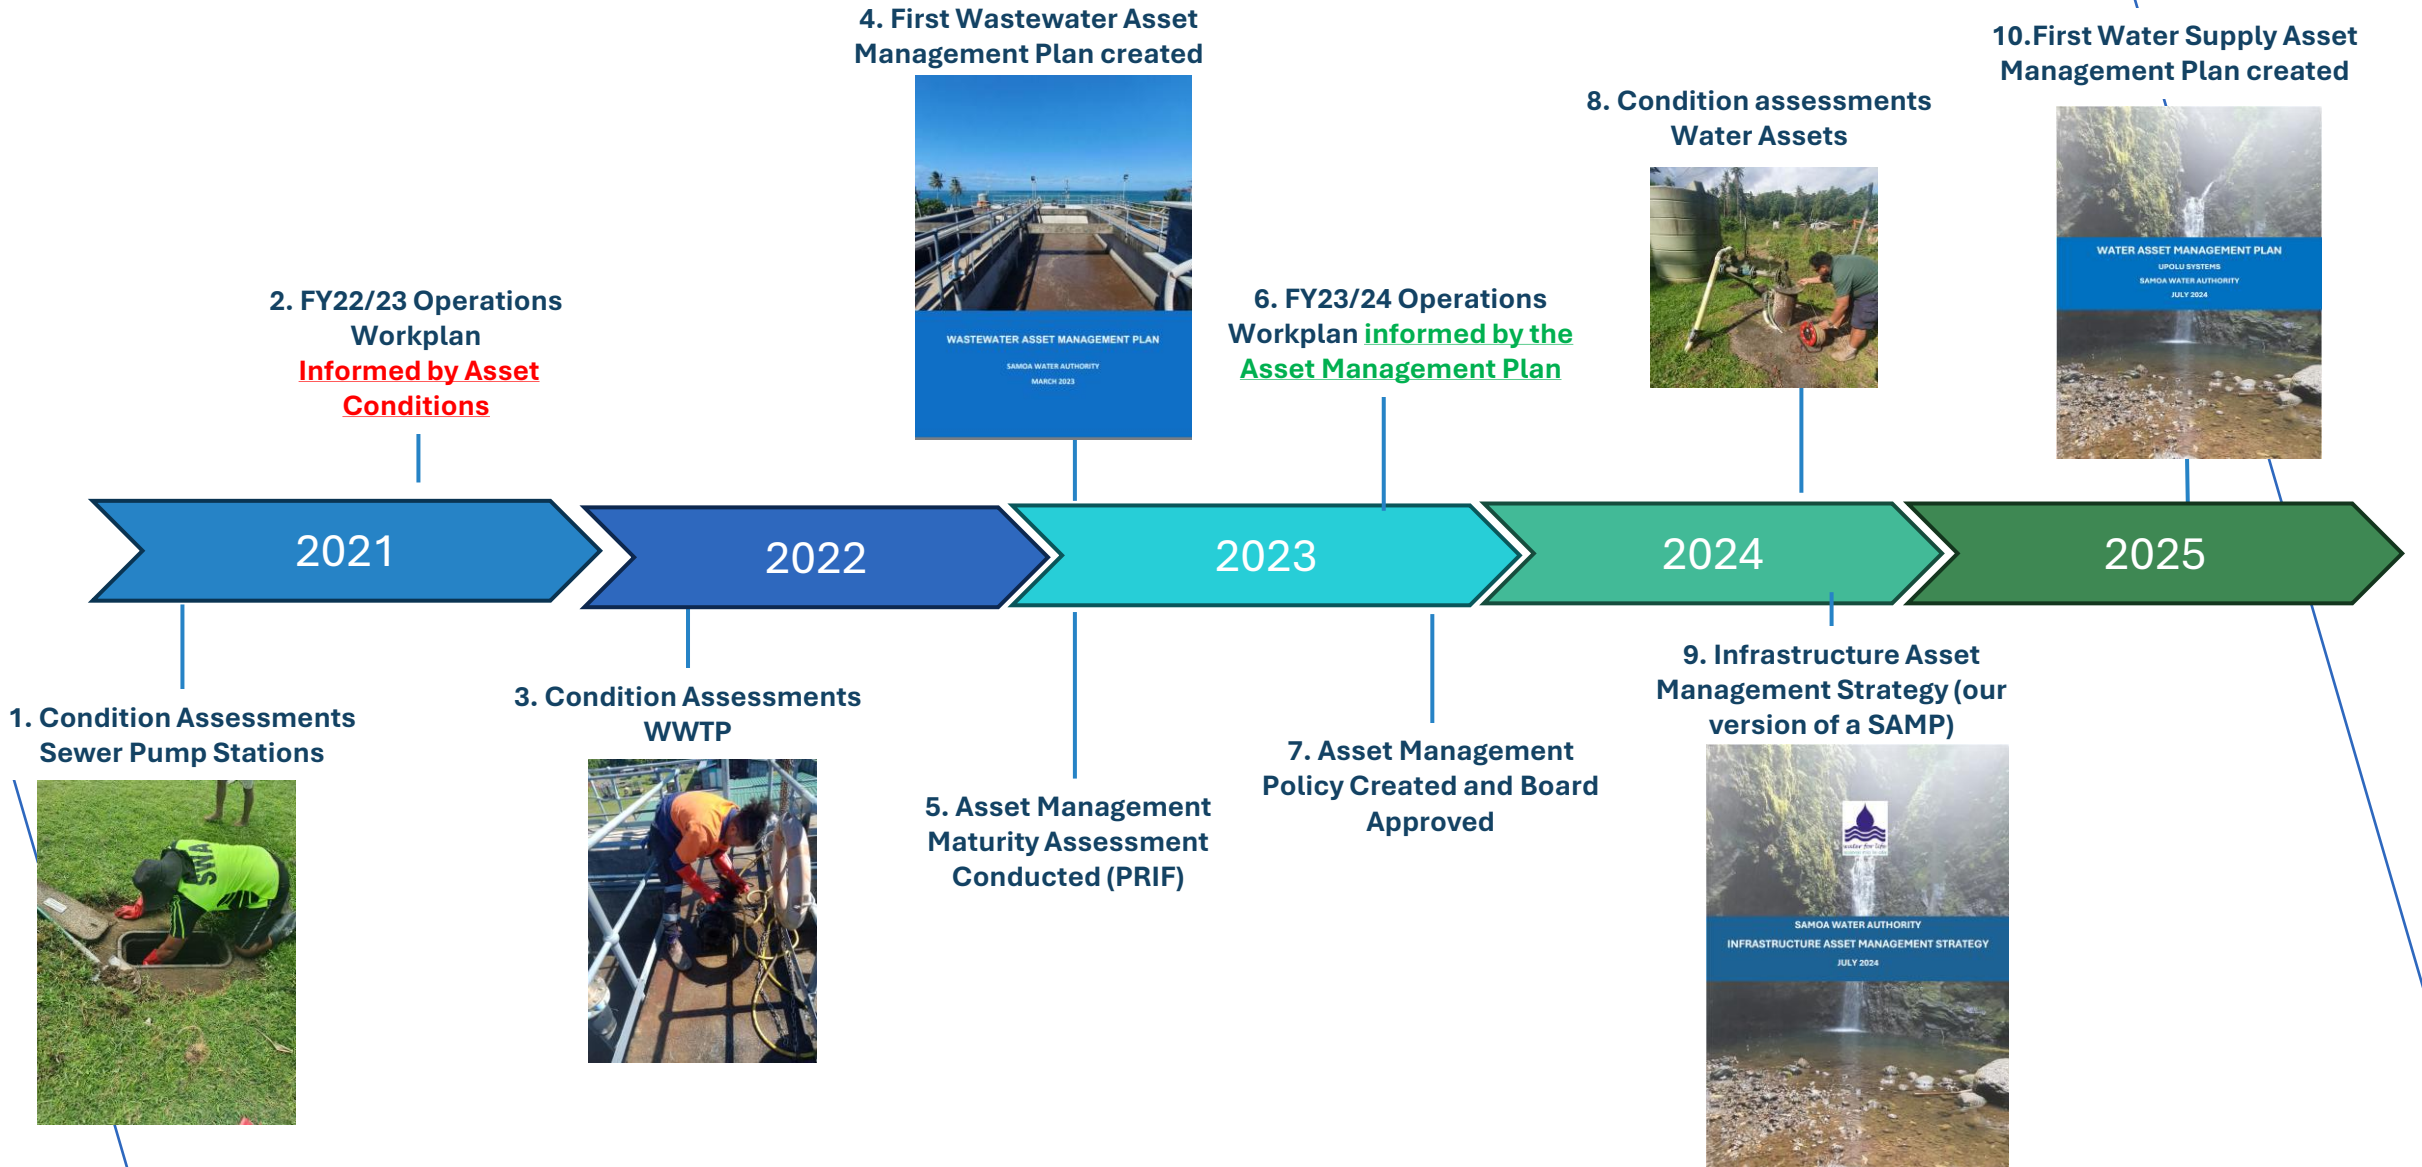 4. First Wastewater Asset
Management Plan created
10.First Water Supply Asset
Management Plan created
8. Condition assessments
Water Assets
2. FY22/23 Operations
Workplan
Informed by Asset
Conditions
WASTEWATER ASSET MANAGEMENT PLAN
SAMOA WATER AUTHORITY
MARCH 2023
6. FY23/24 Operations
Workplan informed by the
Asset Management Plan
WATER ASSET MANAGEMENT PLAN
UPOLU SYSTEMS
SAMOA WATER AUTHORITY
JULY 2024
2021
2022
2023
2024
2025
1. Condition Assessments
Sewer Pump Stations
SWA
3. Condition Assessments
WWTP
5. Asset Management
Maturity Assessment
Conducted (PRIF)
7. Asset Management
Policy Created and Board
Approved
9. Infrastructure Asset
Management Strategy (our
version of a SAMP)
water for life
SAMOA WATER AUTHORITY
INFRASTRUCTURE ASSET MANAGEMENT STRATEGY
JULY 2024